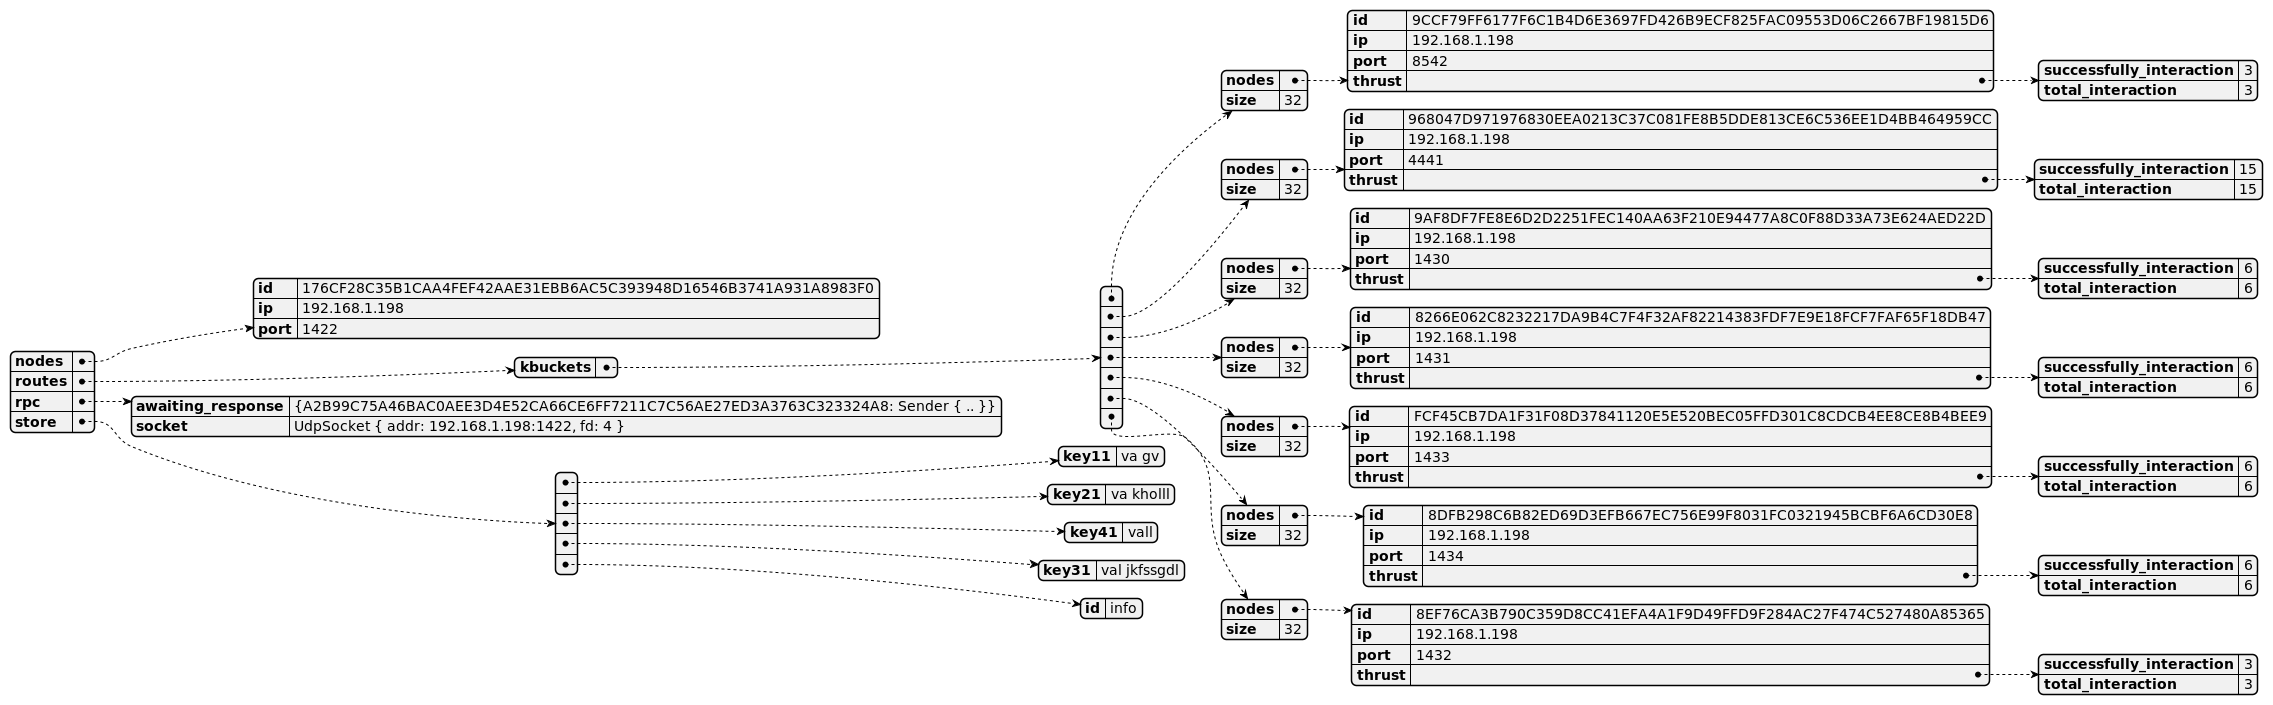 nodes
routes
rpc
store
id 176CF28C35B1CAA4FEF42AAE31EBB6AC5C393948D16546B3741A931A8983F0
ip 192.168.1.198
port 1422
kbuckets
awaiting_response {A2B99C75A46BAC0AEE3D4E52CA66CE6FF7211C7C56AE27ED3A3763C323324A8: Sender { .. }}
socket UdpSocket { addr: 192.168.1.198:1422, fd: 4 }
key11 va gv
key21 va kholll
key41 vall
key31 val jkfssgdl
id info
nodes
size 32
id 9CCF79FF6177F6C1B4D6E3697FD426B9ECF825FAC09553D06C2667BF19815D6
ip 192.168.1.198
port 8542
thrust
successfully_interaction 3
total_interaction 3
nodes
size 32
id 968047D971976830EEA0213C37C081FE8B5DDE813CE6C536EE1D4BB464959CC
ip 192.168.1.198
port 4441
thrust
successfully_interaction 15
total_interaction 15
nodes
size 32
id 9AF8DF7FE8E6D2D2251FEC140AA63F210E94477A8C0F88D33A73E624AED22D
ip 192.168.1.198
port 1430
thrust
successfully_interaction 6
total_interaction 6
nodes
size 32
id 8266E062C8232217DA9B4C7F4F32AF82214383FDF7E9E18FCF7FAF65F18DB47
ip 192.168.1.198
port 1431
thrust
successfully_interaction 6
total_interaction 6
nodes
size 32
id FCF45CB7DA1F31F08D37841120E5E520BEC05FFD301C8CDCB4EE8CE8B4BEE9
ip 192.168.1.198
port 1433
thrust
successfully_interaction 6
total_interaction 6
nodes
size 32
id 8DFB298C6B82ED69D3EFB667EC756E99F8031FC0321945BCBF6A6CD30E8
ip 192.168.1.198
port 1434
thrust
successfully_interaction 6
total_interaction 6
nodes
size 32
id 8EF76CA3B790C359D8CC41EFA4A1F9D49FFD9F284AC27F474C527480A85365
ip 192.168.1.198
port 1432
thrust
successfully_interaction 3
total_interaction 3